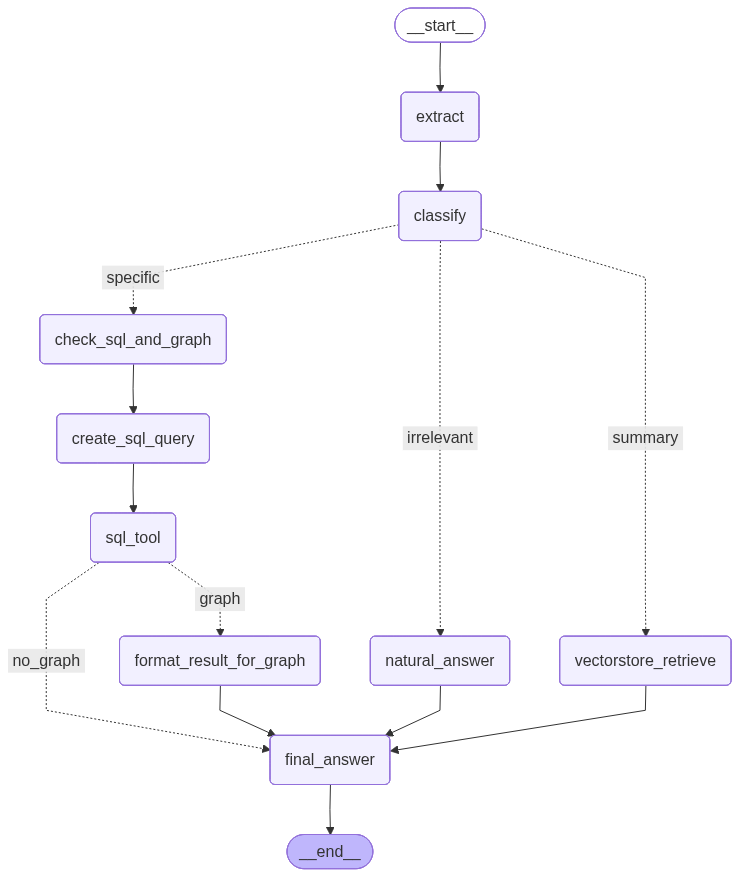 __start__
extract
classify
specific
check_sql_and_graph
create_sql_query
irrelevant
summary
sql_tool
graph
no_graph
format_result_for_graph
natural_answer
vectorstore_retrieve
final_answer
__end__